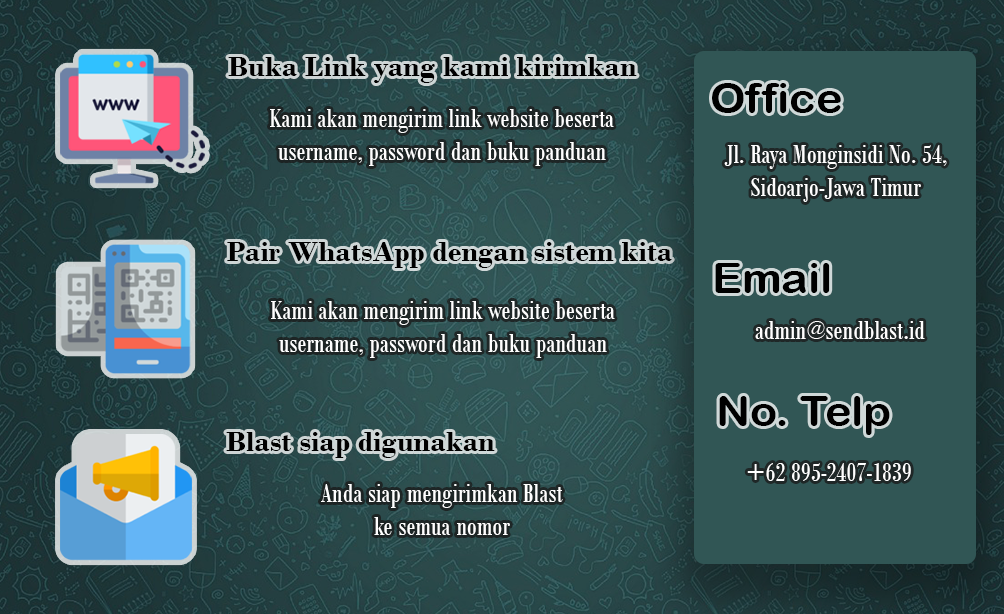 www
Buka Link yang kami kirimkan
Kami akan mengirim link website beserta
username, password dan buku panduan
Pair WhatsApp dengan sistem kita
Kami akan mengirim link website beserta
username, password dan buku panduan
Blast siap digunakan
Anda siap mengirimkan Blast
ke semua nomor
Office
Jl. Raya Monginsidi No. 54,
Sidoarjo-Jawa Timur
Email
admin@sendblast.id
No. Telp
+62 895-2407-1839